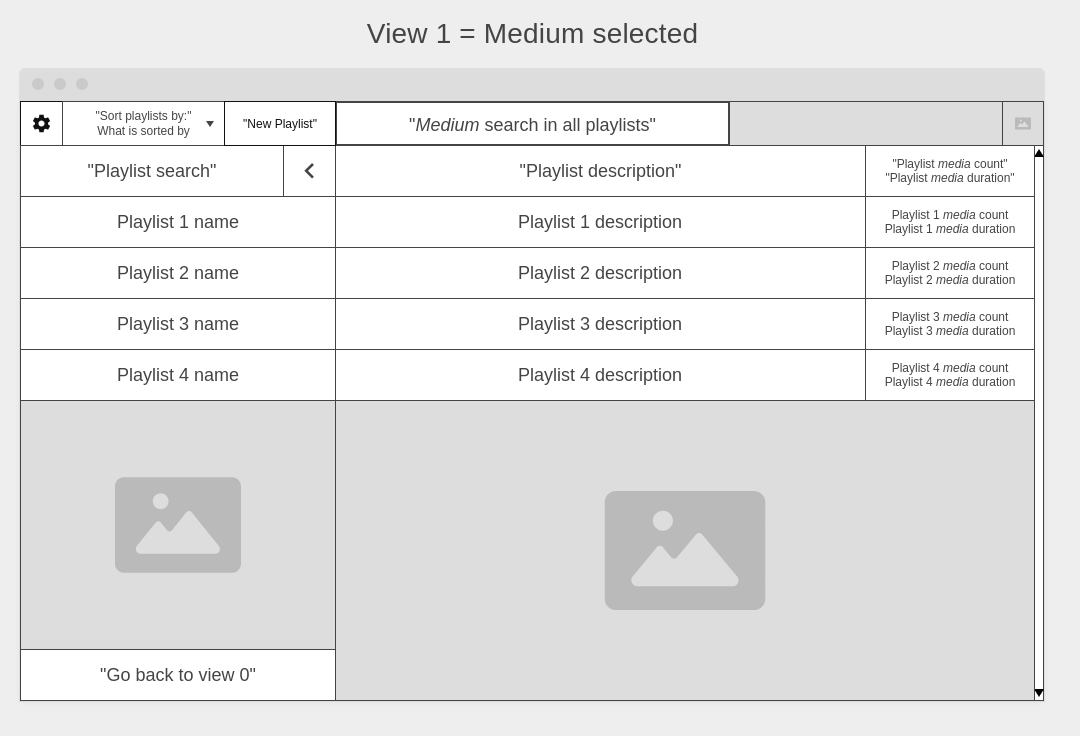 View 1 = Medium selected
"Sort playlists by:"
What is sorted by
"New Playlist"
"Medium search in all playlists"
"Playlist search"
"Playlist description"
"Playlist media count"
"Playlist media duration"
Playlist 1 name
Playlist 1 description
Playlist 1 media count
Playlist 1 media duration
Playlist 2 name
Playlist 2 description
Playlist 2 media count
Playlist 2 media duration
Playlist 3 name
Playlist 3 description
Playlist 3 media count
Playlist 3 media duration
Playlist 4 name
Playlist 4 description
Playlist 4 media count
Playlist 4 media duration
"Go back to view 0"